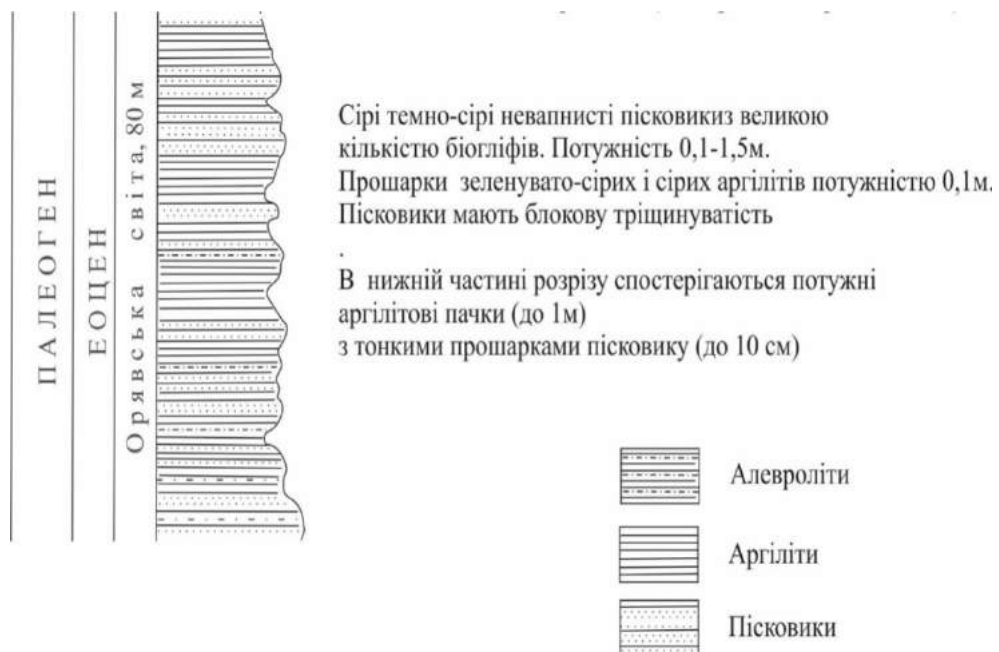 ПАЛЕОГЕН
ЕОЦЕН
Орявська світа, 80 м
Сірі темно-сірі невапнисті пісковикиз великою
кількістю біогліфів. Потужність 0,1-1,5м.
Прошарки зеленувато-сірих і сірих аргілітів потужністю 0,1м.
Пісковики мають блокову тріщинуватість
.
В нижній частині розрізу спостерігаються потужні
аргілітові пачки (до 1м)
з тонкими прошарками пісковику (до 10 см)
Алевроліти
Аргіліти
Пісковики